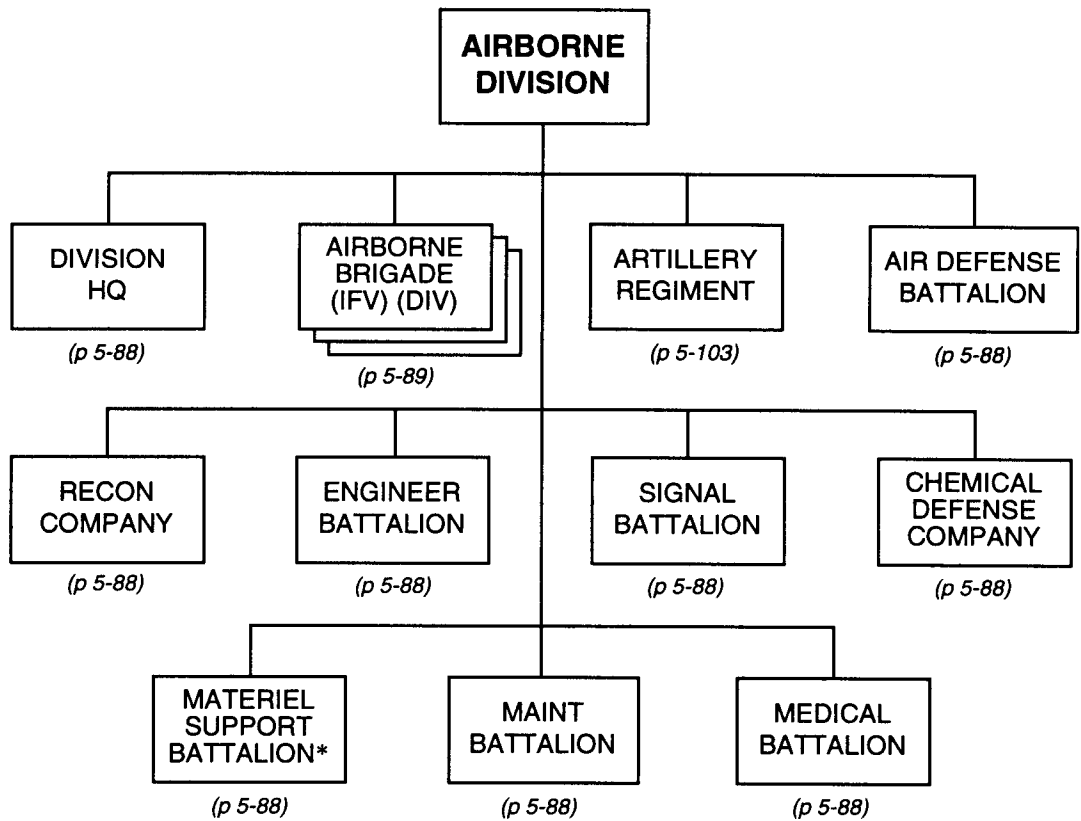 AIRBORNE
DIVISION
DIVISION
HQ
(p 5-88)
AIRBORNE
BRIGADE
(IFV) (DIV)
(p 5-89)
ARTILLERY
REGIMENT
(p 5-103)
AIR DEFENSE
BATTALION
(p 5-88)
RECON
COMPANY
(p 5-88)
ENGINEER
BATTALION
(p 5-88)
SIGNAL
BATTALION
(p 5-88)
CHEMICAL
DEFENSE
COMPANY
(p 5-88)
MATERIEL
SUPPORT
BATTALION*
(p 5-88)
MAINT
BATTALION
(p 5-88)
MEDICAL
BATTALION
(p 5-88)